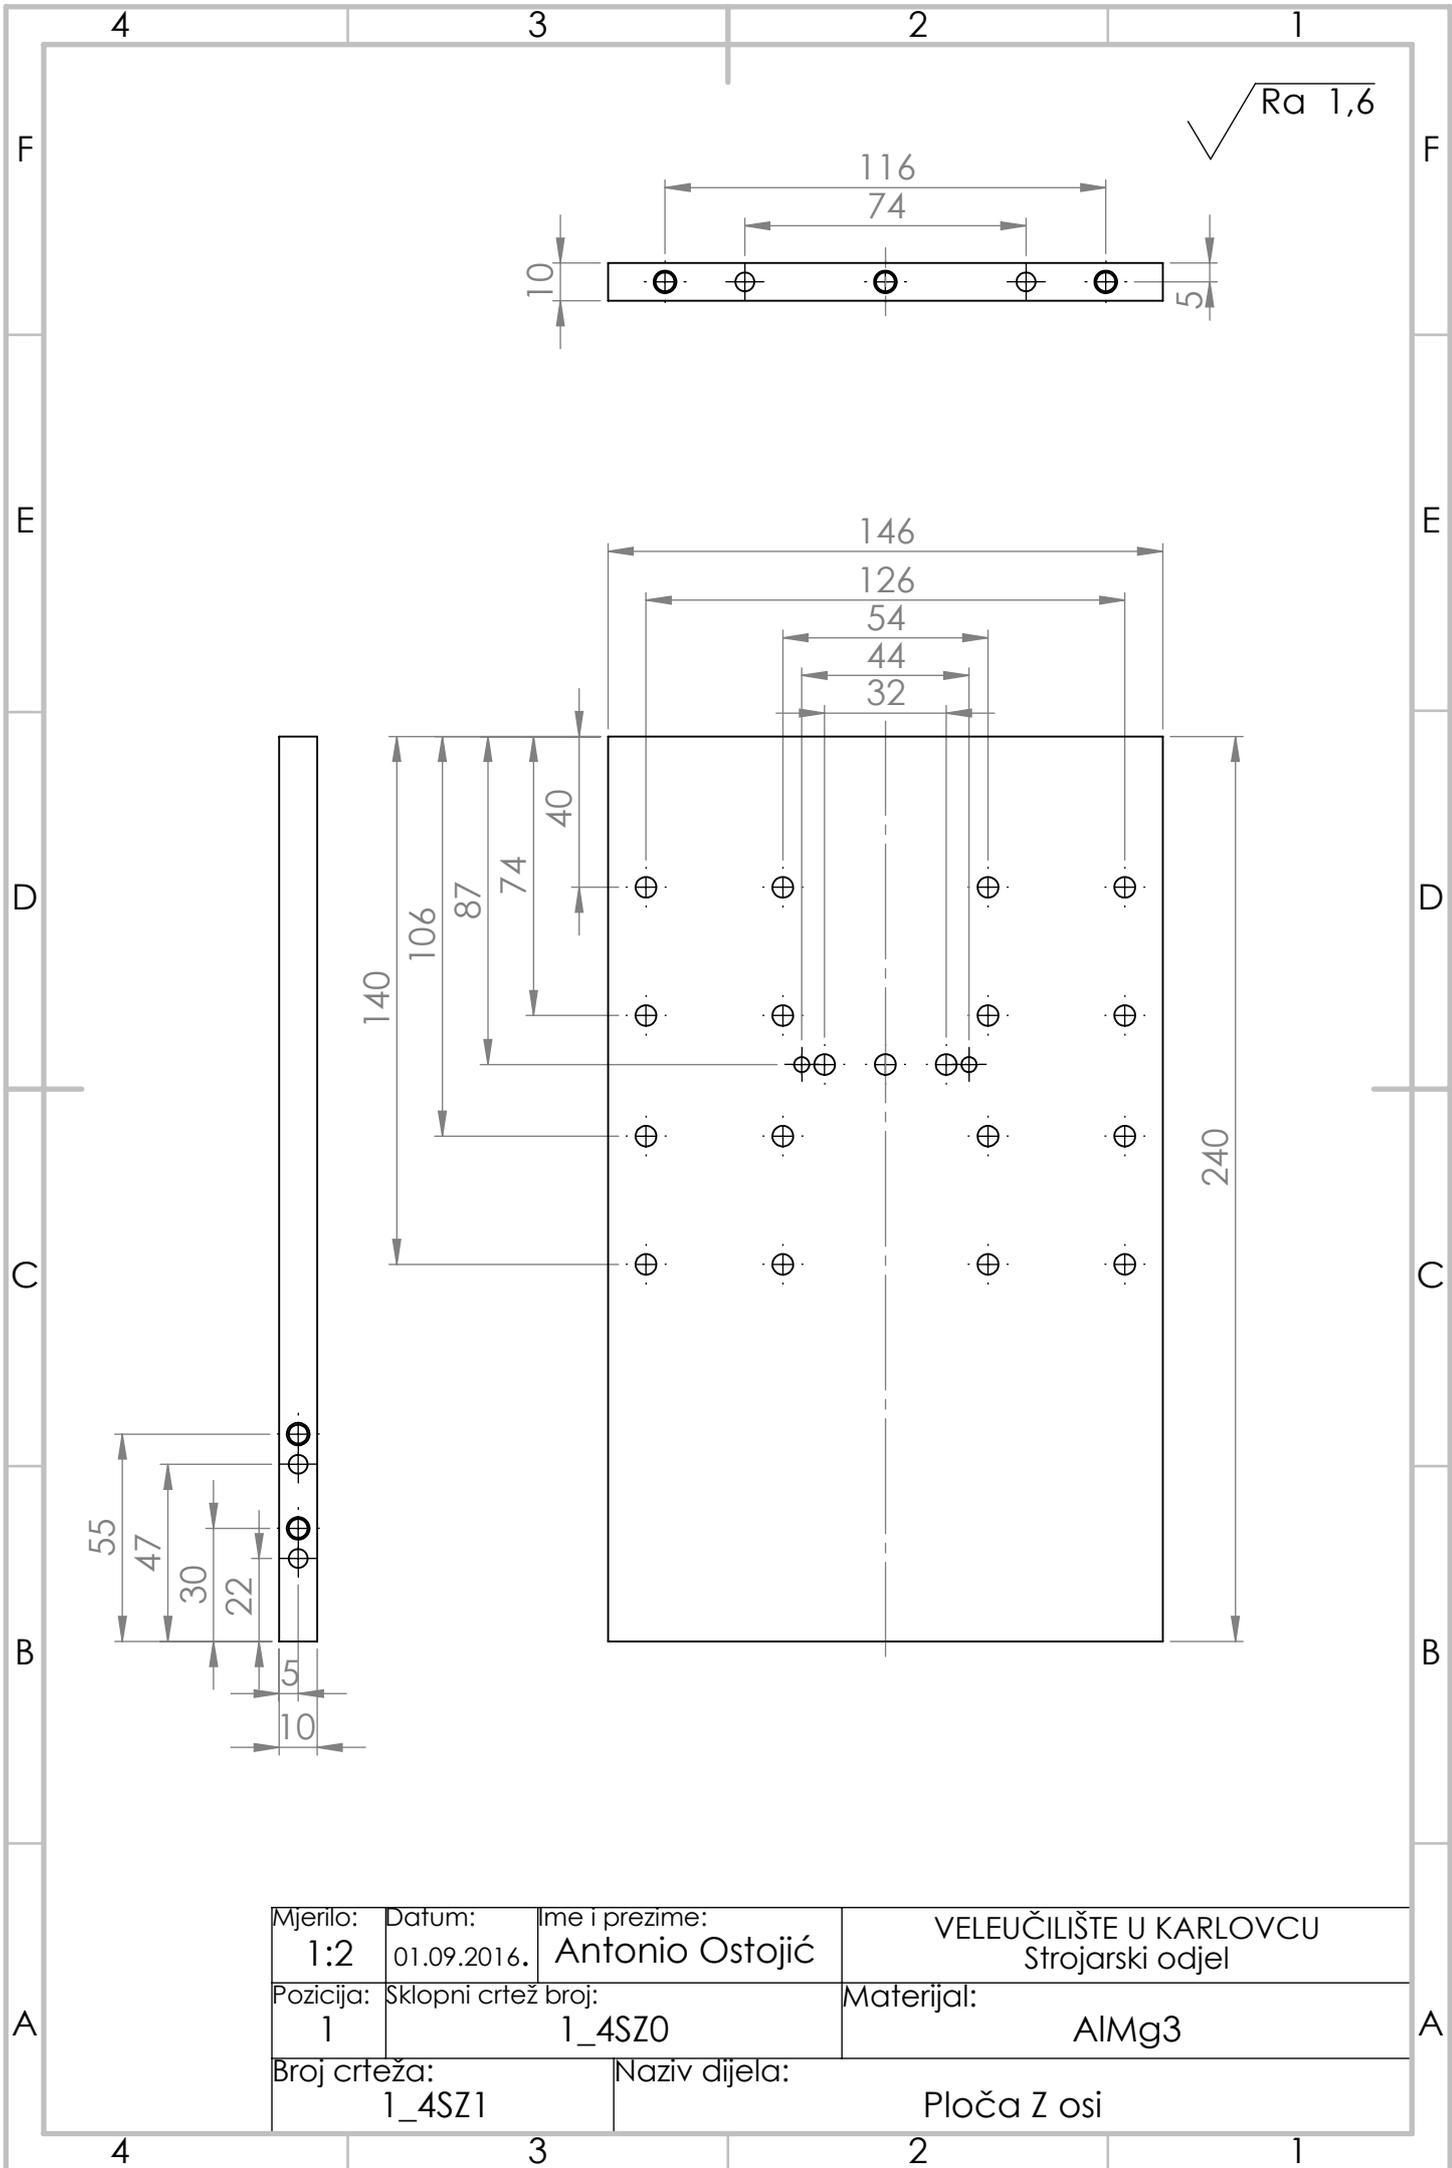 4 3 2 1
Ra 1,6
F F
116
74
10
5
E E
146
126
54
44
32
40
74
87
106
140
D D
240
C C
55
47
30
22
B B
5
10
Mjerilo: Datum: Ime i prezime: VELEUČILIŠTE U KARLOVCU
1:2 01.09.2016. Antonio Ostojić Strojarski odjel
Pozicija: Sklopni crtež broj: Materijal:
A 1 1_4SZ0 AlMg3 A
Broj crteža: Naziv dijela:
1_4SZ1 Ploča Z osi
4 3 2 1